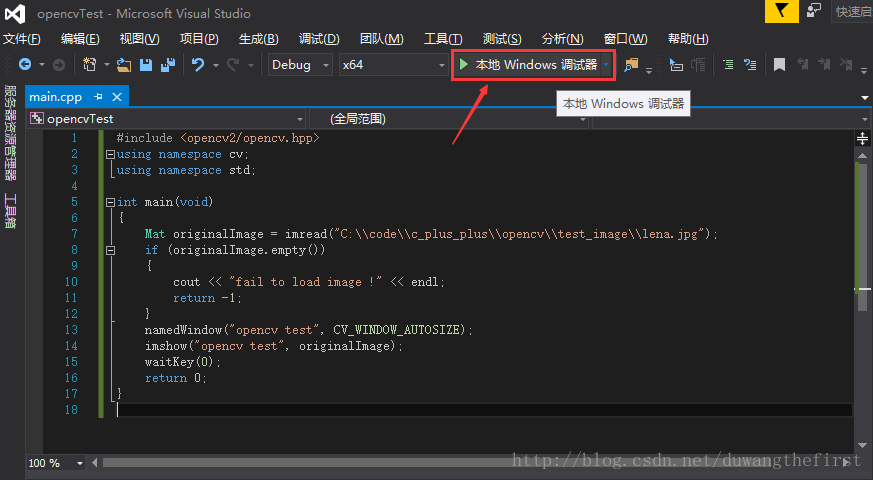 opencvTest - Microsoft Visual Studio
快速启
文件(F) 编辑(E) 视图(V) 项目(P) 生成(B) 调试(D) 团队(M) 工具(T) 测试(S) 分析(N) 窗口(W) 帮助(H)
Debug x64 本地 Windows 调试器
服务器资源管理器
工具箱
main.cpp
本地 Windows 调试器
opencvTest (全局范围)
1 #include <opencv2/opencv.hpp>
2 using namespace cv;
3 using namespace std;
4
5 int main(void)
6 {
7 Mat originalImage = imread("C:\\code\\c_plus_plus\\opencv\\test_image\\lena.jpg");
8 if (originalImage.empty())
9 {
10 cout << "fail to load image !" << endl;
11 return -1;
12 }
13 namedWindow("opencv test", CV_WINDOW_AUTOSIZE);
14 imshow("opencv test", originalImage);
15 waitKey(0);
16 return 0;
17 }
18
100 %
http://blog.csdn.net/duwangthefirst